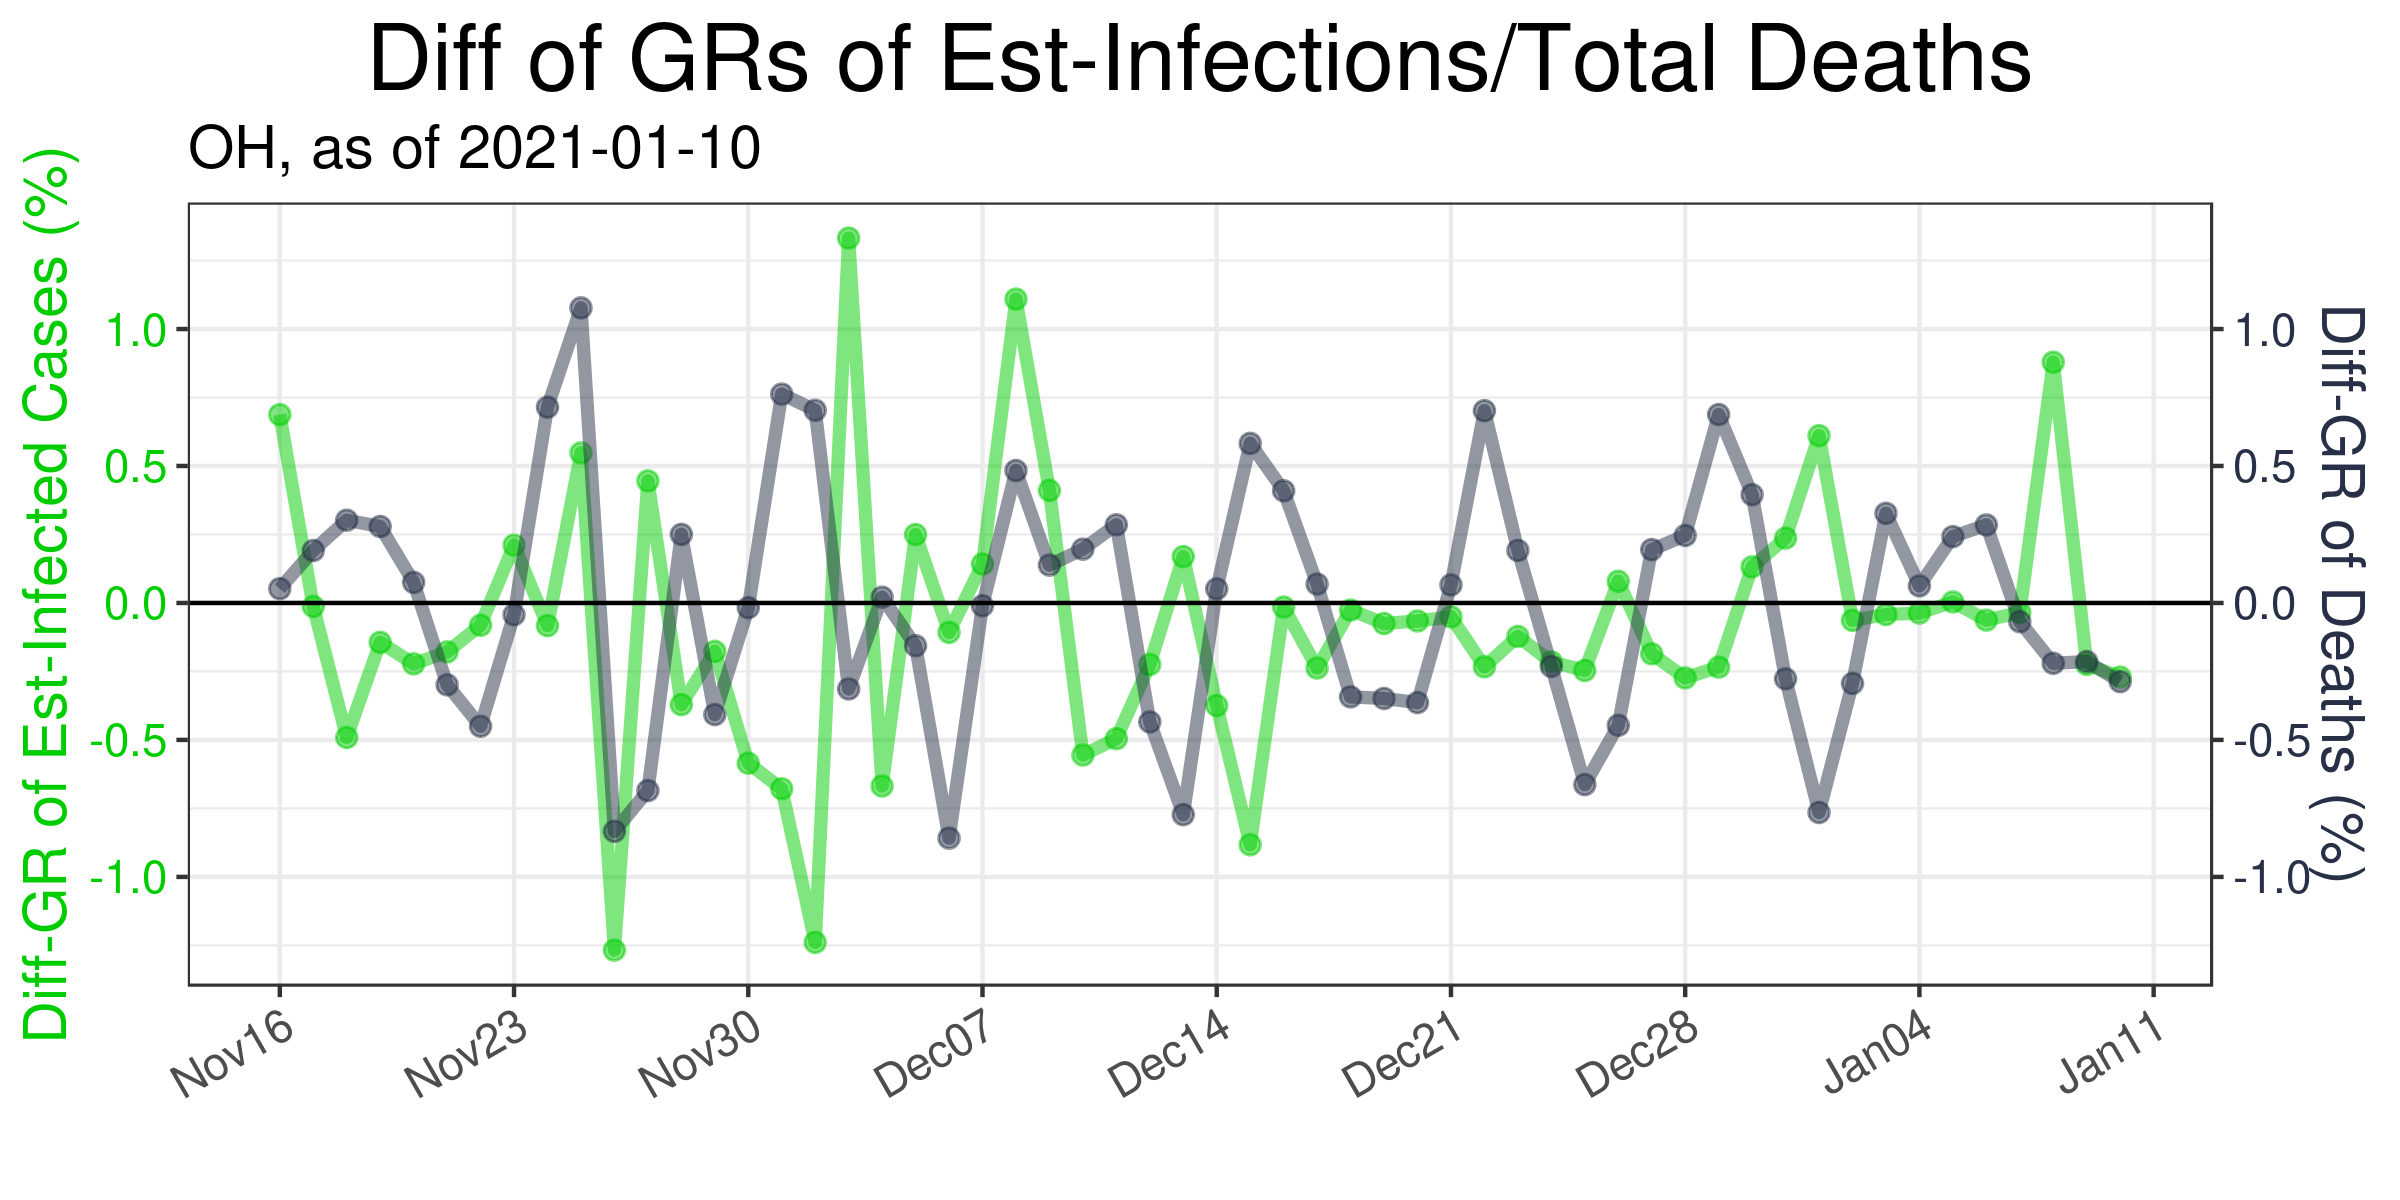 Diff of GRs of Est-Infections/Total Deaths
OH, as of 2021-01-10
Diff-GR of Est-Infected Cases (%)
1.0
0.5
0.0
-0.5
-1.0
1.0
0.5
0.0
-0.5
-1.0
Diff-GR of Deaths (%)
Nov16
Nov23
Nov30
Dec07
Dec14
Dec21
Dec28
Jan04
Jan11